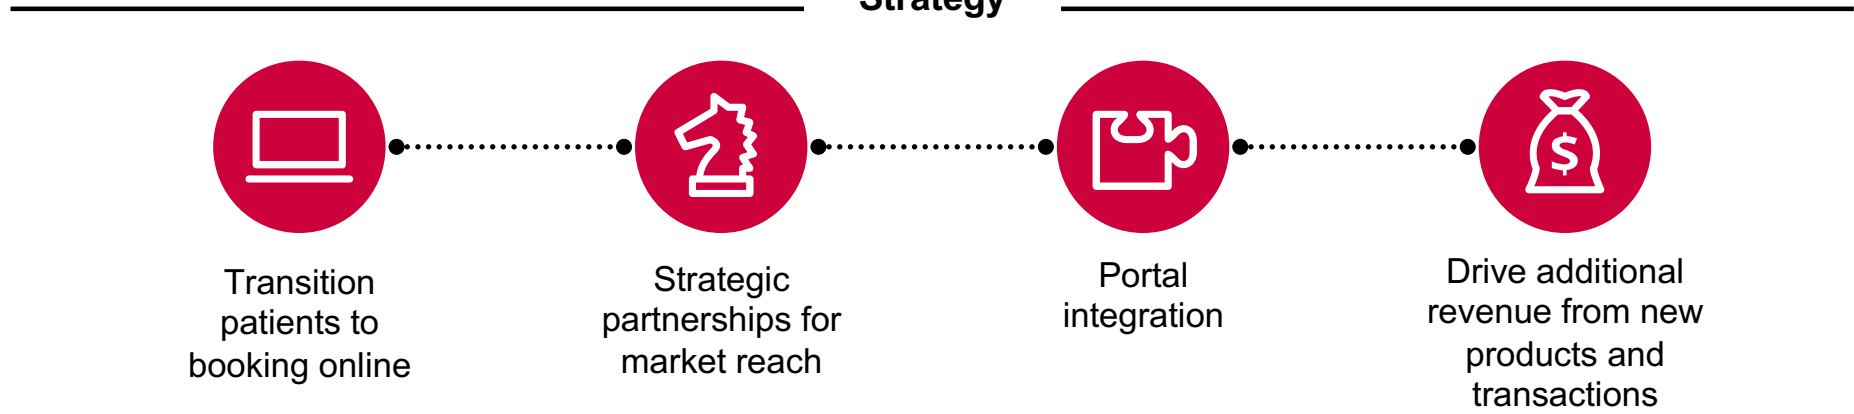 Strategy
Transition
patients to
booking online
Strategic
partnerships for
market reach
Portal
integration
Drive additional
revenue from new
products and
transactions
$